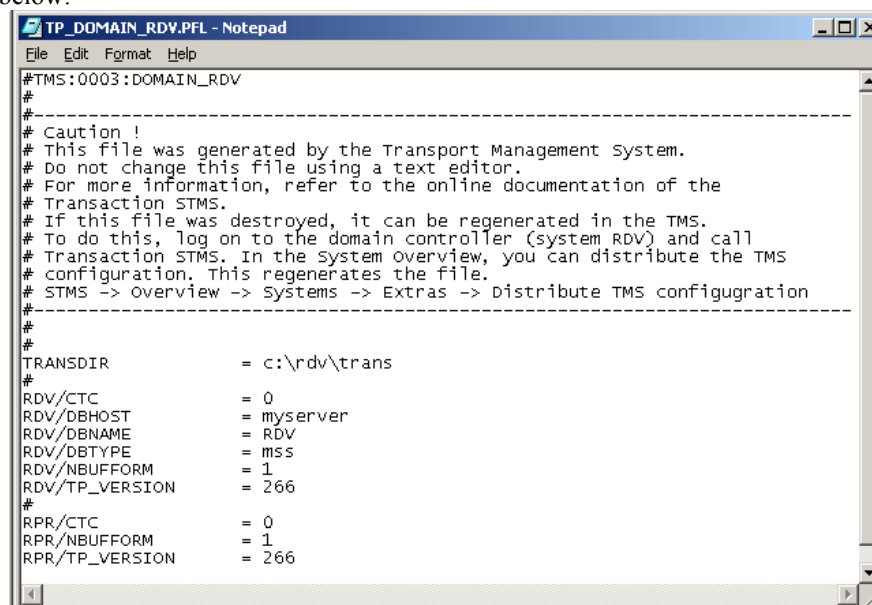 below.
TP_DOMAIN_RDV.PFL - Notepad
File Edit Format Help
#TMS:0003:DOMAIN_RDV
#
#--------------------------------------------------------------------------------
# Caution !
# This file was generated by the Transport Management System.
# Do not change this file using a text editor.
# For more information, refer to the online documentation of the
# Transaction STMS.
# If this file was destroyed, it can be regenerated in the TMS.
# To do this, log on to the domain controller (system RDV) and call
# Transaction STMS. In the System Overview, you can distribute the TMS
# configuration. This regenerates the file.
# STMS -> Overview -> Systems -> Extras -> Distribute TMS configugration
#--------------------------------------------------------------------------------
#
#
TRANSDIR = c:\rdv\trans
#
RDV/CTC = 0
RDV/DBHOST = myserver
RDV/DBNAME = RDV
RDV/DBTYPE = mss
RDV/NBUFFORM = 1
RDV/TP_VERSION = 266
#
RPR/CTC = 0
RPR/NBUFFORM = 1
RPR/TP_VERSION = 266